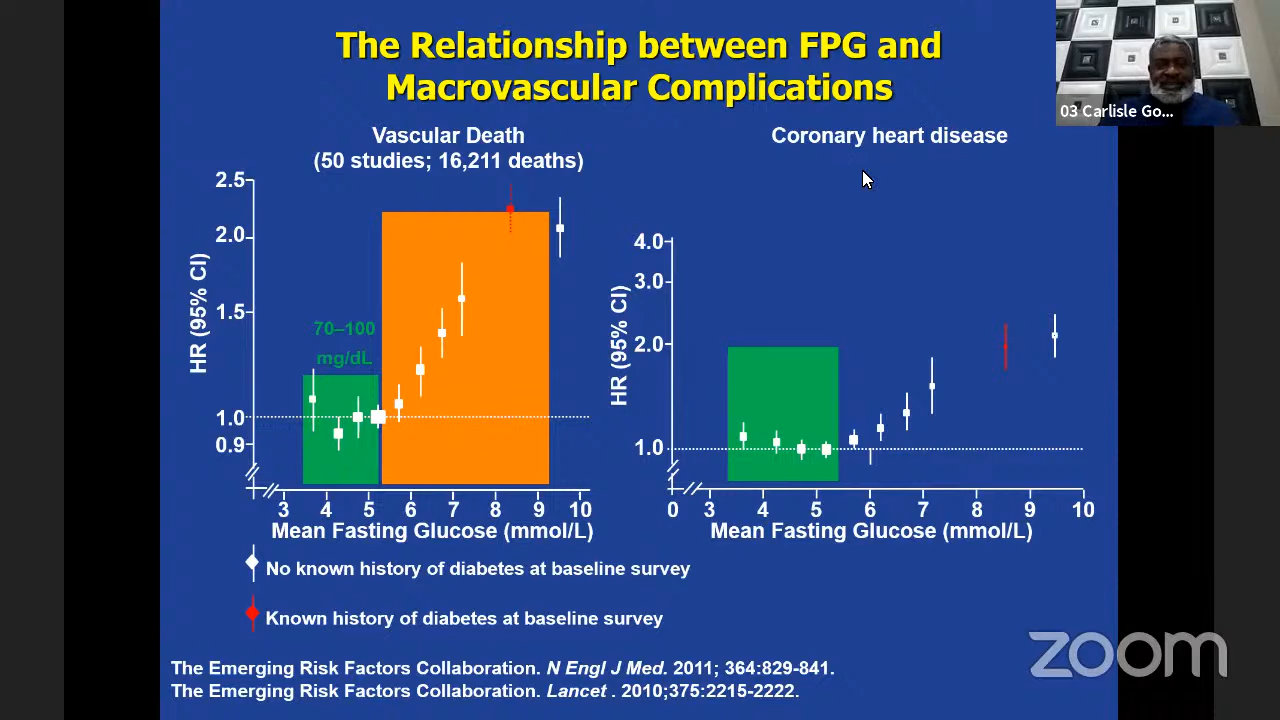 The Relationship between FPG and
Macrovascular Complications
03 Carlisle Go...
Vascular Death
(50 studies; 16,211 deaths)
2.5
2.0
1.5
1.0
0.9
HR (95% CI)
70–100
mg/dL
3 4 5 6 7 8 9 10
Mean Fasting Glucose (mmol/L)
Coronary heart disease
4.0
3.0
2.0
1.0
HR (95% CI)
0 3 4 5 6 7 8 9 10
Mean Fasting Glucose (mmol/L)
No known history of diabetes at baseline survey
Known history of diabetes at baseline survey
The Emerging Risk Factors Collaboration. N Engl J Med. 2011; 364:829-841.
The Emerging Risk Factors Collaboration. Lancet . 2010;375:2215-2222.
zoom